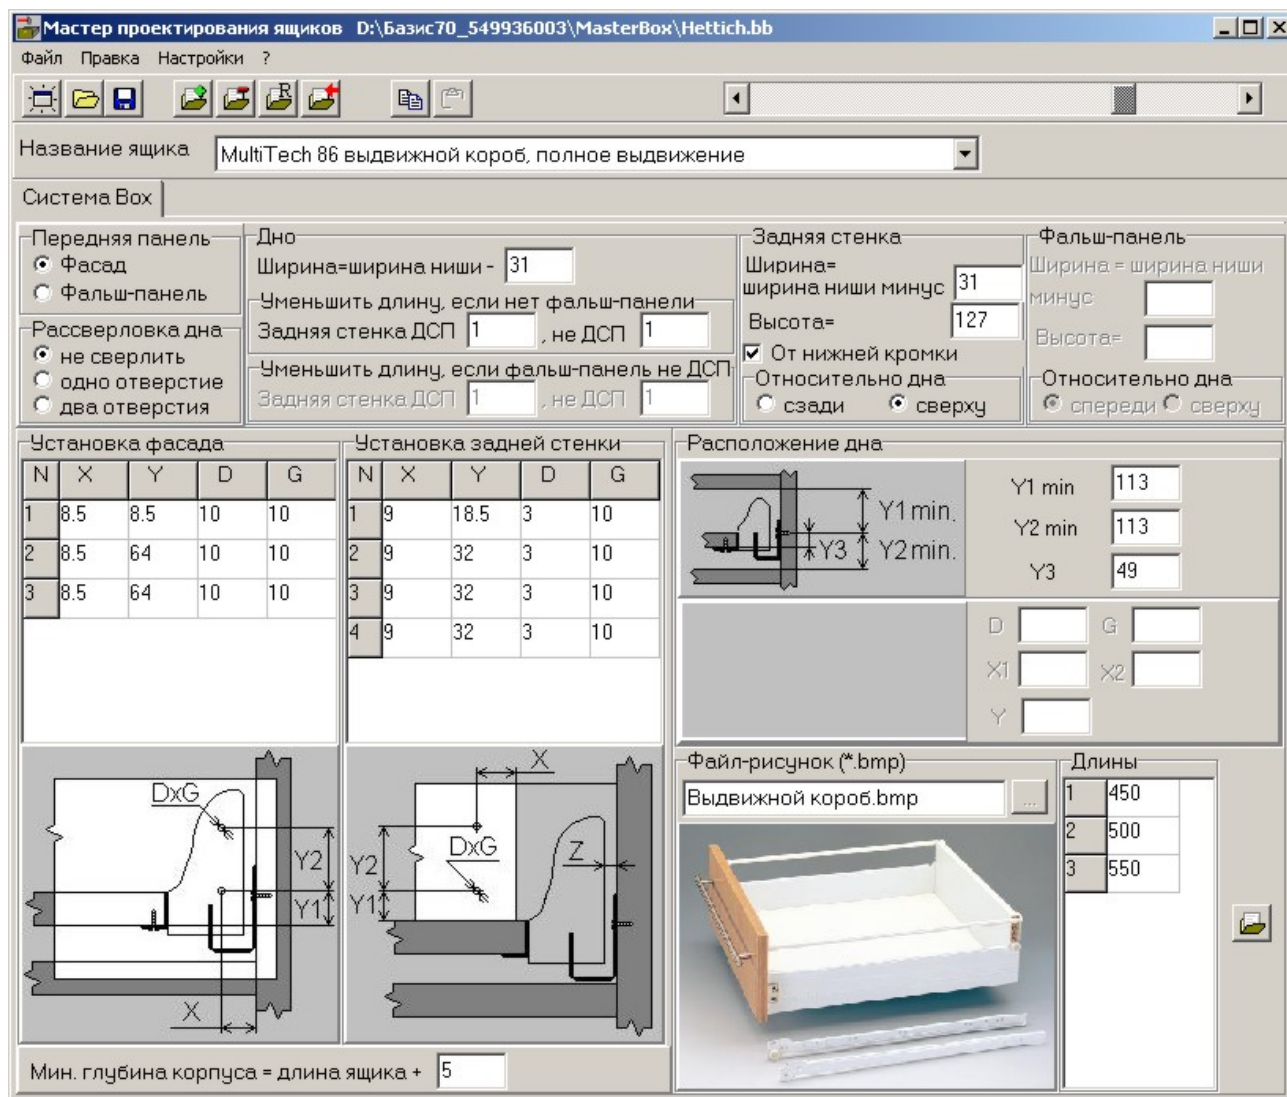 Мастер проектирования ящиков D:\Базис70_549936003\MasterBox\Hettich.bb
Файл Правка Настройки ?
R
Название ящика MultiTech 86 выдвижной короб, полное выдвижение
Система Box
Передняя панель
Фасад
Фальш-панель
Рассверловка дна
не сверлить
одно отверстие
два отверстия
Дно
Ширина=ширина ниши - 31
Уменьшить длину, если нет фальш-панели
Задняя стенка ДСП 1 , не ДСП 1
Уменьшить длину, если фальш-панель не ДСП
Задняя стенка ДСП 1 , не ДСП 1
Задняя стенка
Ширина=
ширина ниши минус 31
Высота= 127
От нижней кромки
Относительно дна
сзади сверху
Фальш-панель
Ширина = ширина ниши
минус
Высота=
Относительно дна
спереди сверху
Установка фасада
N X Y D G
1 8.5 8.5 10 10
2 8.5 64 10 10
3 8.5 64 10 10
DxG
Y2
Y1
X
Установка задней стенки
N X Y D G
1 9 18.5 3 10
2 9 32 3 10
3 9 32 3 10
4 9 32 3 10
X
DxG
Z
Y2
Y1
Мин. глубина корпуса = длина ящика + 5
Расположение дна
Y1 min.
Y3 Y2 min.
Y1 min 113
Y2 min 113
Y3 49
D G
X1 X2
Y
Файл-рисунок (*.bmp)
Выдвижной короб.bmp ...
Длины
1 450
2 500
3 550